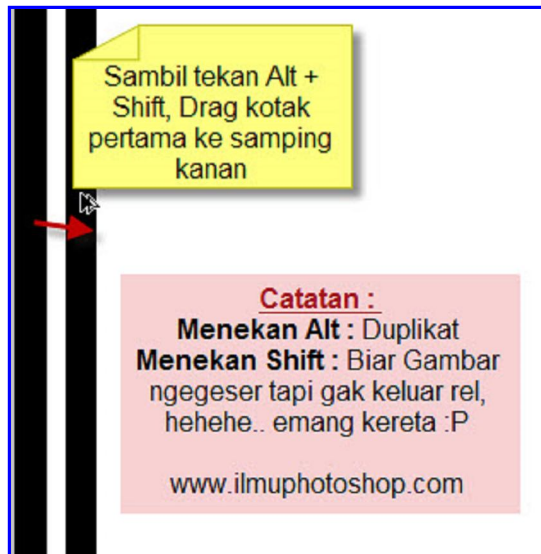 Sambil tekan Alt +
Shift, Drag kotak
pertama ke samping
kanan
Catatan :
Menekan Alt : Duplikat
Menekan Shift : Biar Gambar
ngegeser tapi gak keluar rel,
hehehe.. emang kereta :P
www.ilmuphotoshop.com